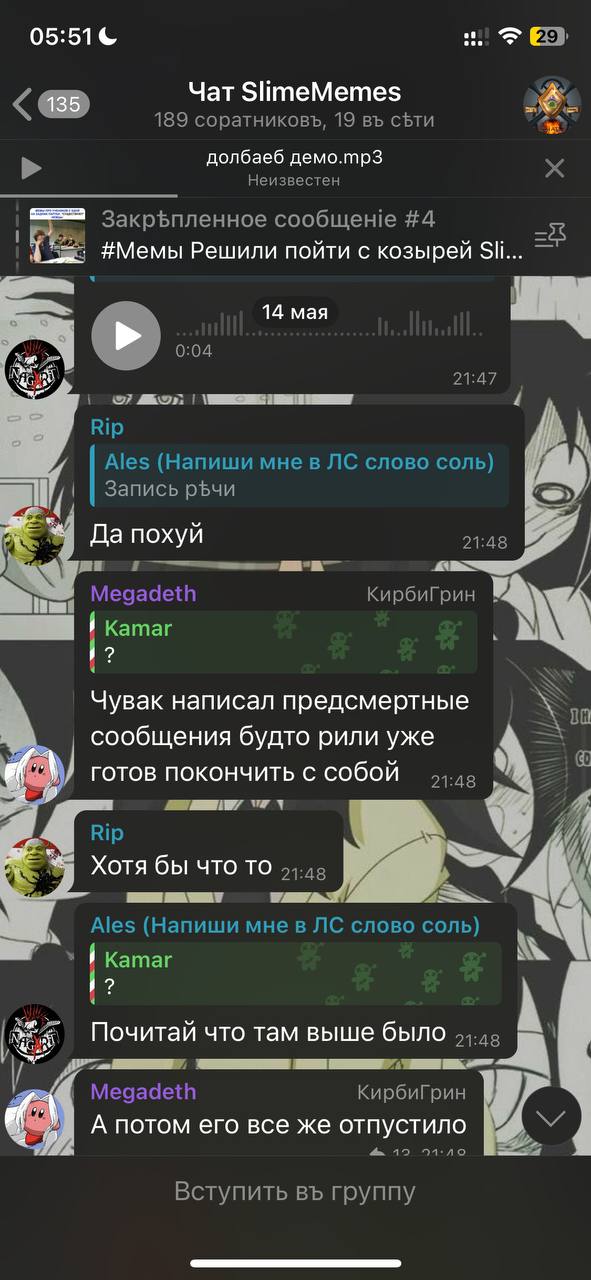 05:51
29
135
Чат SlimeMemes
189 соратниковъ, 19 въ сѣти
долбаеб демо.mp3
Неизвестен
Закрѣпленное сообщеніе #4
#Мемы Решили пойти с козырей Sli...
14 мая
0:04
21:47
Rip
Ales (Напиши мне в ЛС слово соль)
Запись рѣчи
Да похуй
21:48
Megadeth
КирбиГрин
Kamar
?
Чувак написал предсмертные
сообщения будто рили уже
готов покончить с собой
21:48
Rip
Хотя бы что то
21:48
Ales (Напиши мне в ЛС слово соль)
Kamar
?
Почитай что там выше было
21:48
Megadeth
КирбиГрин
А потом его все же отпустило
13
21:48
Вступить въ группу